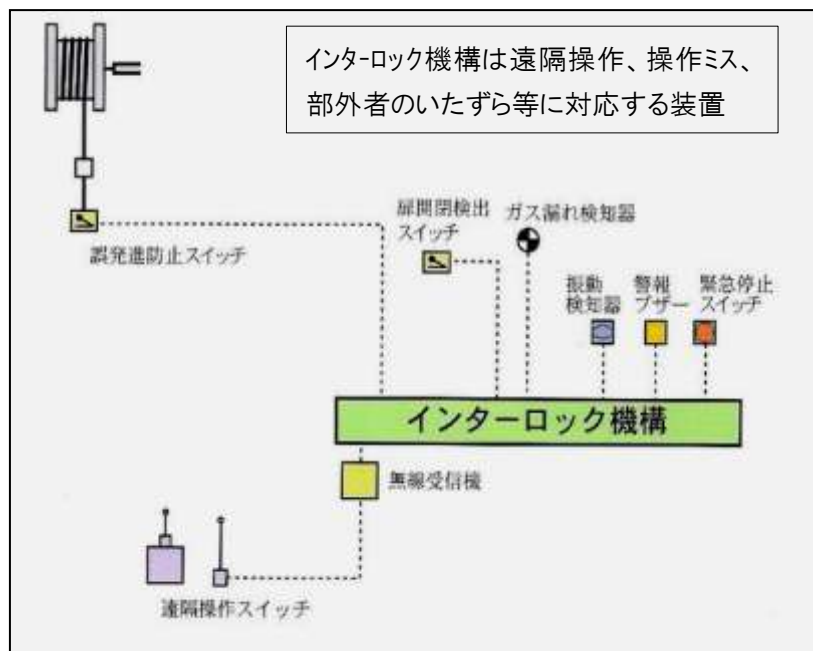 インターロック機構は遠隔操作、操作ミス、
部外者のいたずら等に対応する装置
誤発進防止スイッチ
扉開閉検出
スイッチ
ガス漏れ検知器
振動
検知器
警報
ブザー
緊急停止
スイッチ
インターロック機構
無線受信機
遠隔操作スイッチ